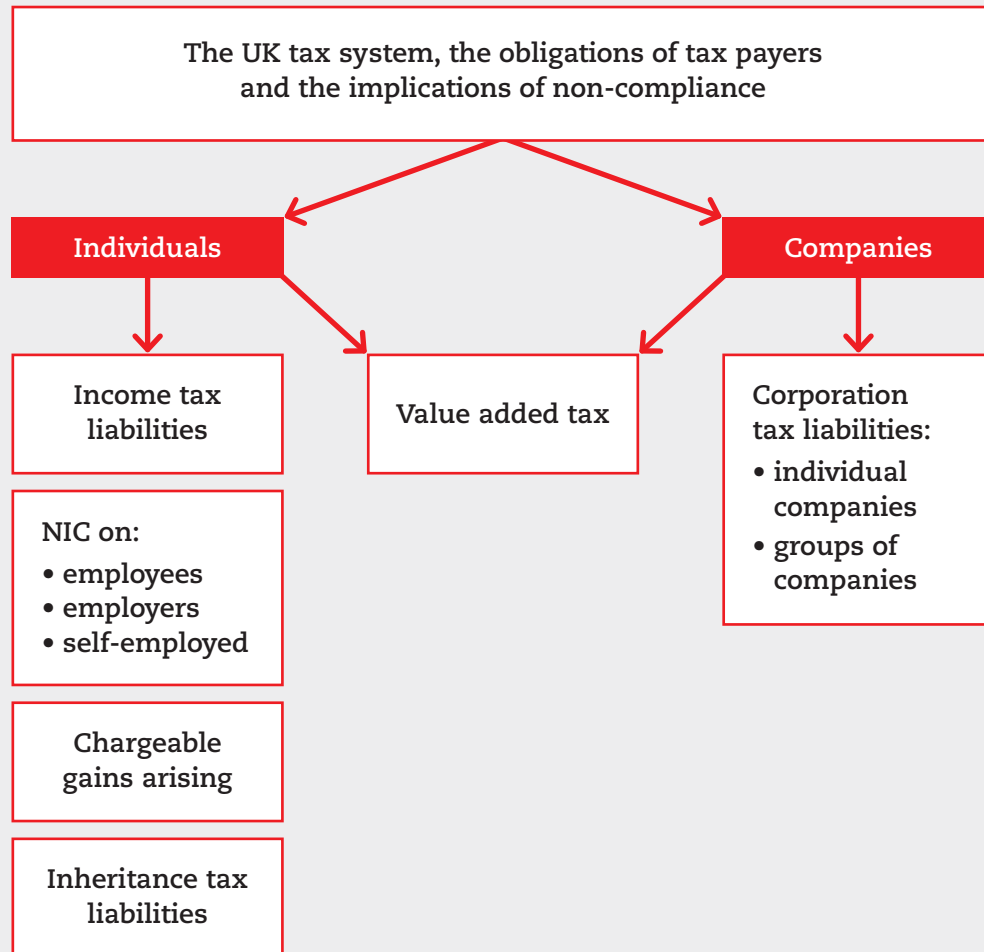 The UK tax system, the obligations of tax payers
and the implications of non-compliance
Individuals
Companies
Income tax
liabilities
Value added tax
Corporation
tax liabilities:
• individual
companies
• groups of
companies
NIC on:
• employees
• employers
• self-employed
Chargeable
gains arising
Inheritance tax
liabilities